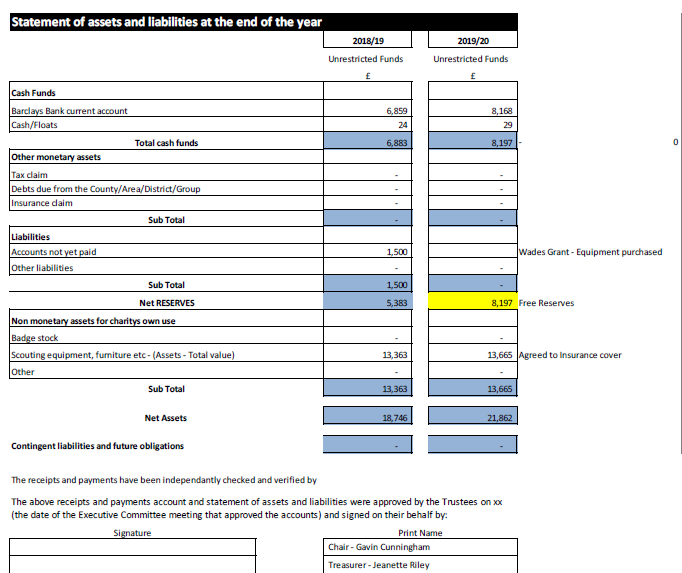 Statement of assets and liabilities at the end of the year
2018/19 2019/20
Unrestricted Funds Unrestricted Funds
£ £
Cash Funds
Barclays Bank current account 6,859 8,168
Cash/Floats 24 29
Total cash funds 6,883 8,197 - 0
Other monetary assets
Tax claim - -
Debts due from the County/Area/District/Group - -
Insurance claim - -
Sub Total - -
Liabilities
Accounts not yet paid 1,500 Wades Grant - Equipment purchased
Other liabilities - -
Sub Total 1,500 -
Net RESERVES 5,383 8,197 Free Reserves
Non monetary assets for charitys own use
Badge stock - -
Scouting equipment, furniture etc - (Assets - Total value) 13,363 13,665 Agreed to Insurance cover
Other - -
Sub Total 13,363 13,665
Net Assets 18,746 21,862
Contingent liabilities and future obligations - -
The receipts and payments have been independantly checked and verified by
The above receipts and payments account and statement of assets and liabilities were approved by the Trustees on xx
(the date of the Executive Committee meeting that approved the accounts) and signed on their behalf by:
Signature Print Name
Chair - Gavin Cunningham
Treasurer - Jeanette Riley